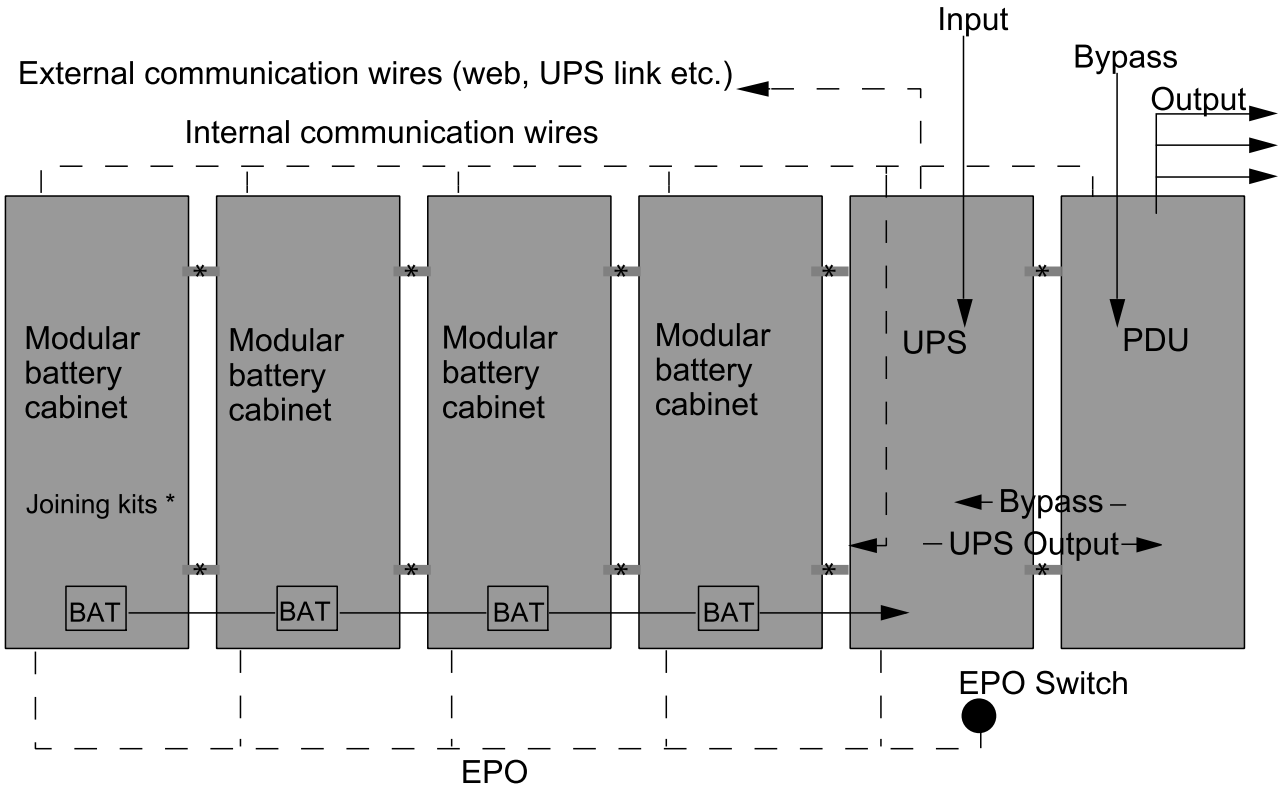 Input
External communication wires (web, UPS link etc.)
Bypass
Output
Internal communication wires
* * * * *
Modular
battery
cabinet
Modular
battery
cabinet
Modular
battery
cabinet
Modular
battery
cabinet
UPS
PDU
Joining kits *
Bypass
UPS Output
* * * * *
BAT
BAT
BAT
BAT
EPO Switch
EPO